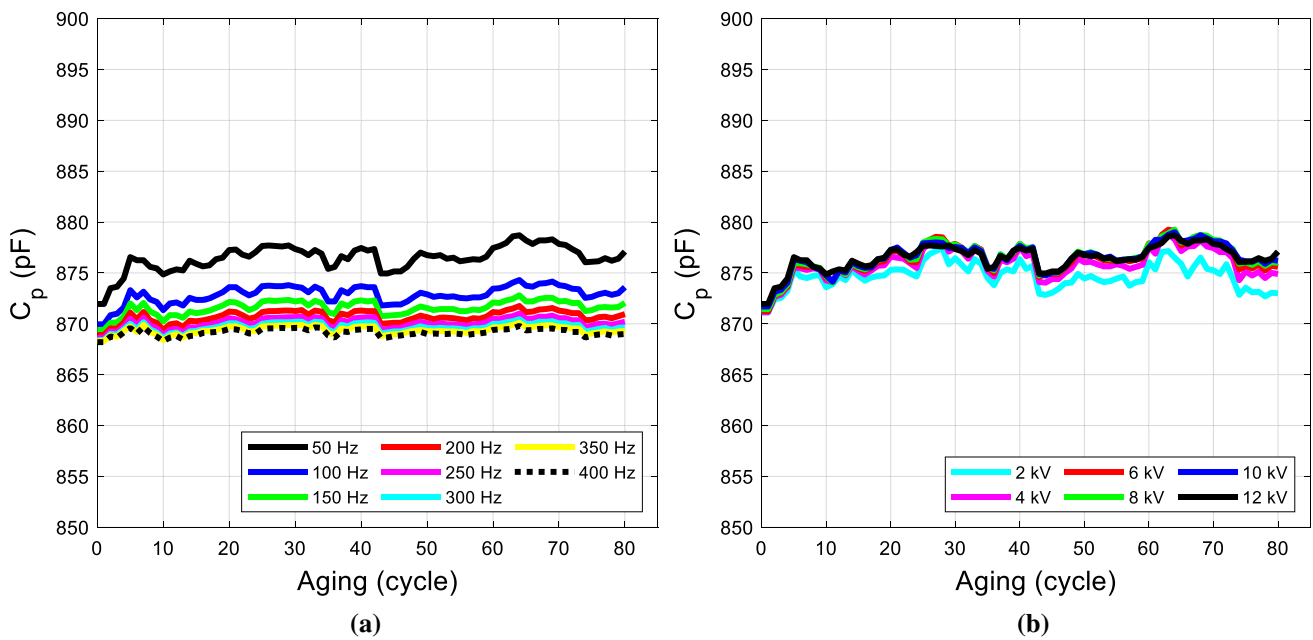 900
895
890
885
880
875
870
865
860
855
850
C_p (pF)
0 10 20 30 40 50 60 70 80
Aging (cycle)
50 Hz 200 Hz 350 Hz
100 Hz 250 Hz 400 Hz
150 Hz 300 Hz
(a)
900
895
890
885
880
875
870
865
860
855
850
C_p (pF)
0 10 20 30 40 50 60 70 80
Aging (cycle)
2 kV 6 kV 10 kV
4 kV 8 kV 12 kV
(b)